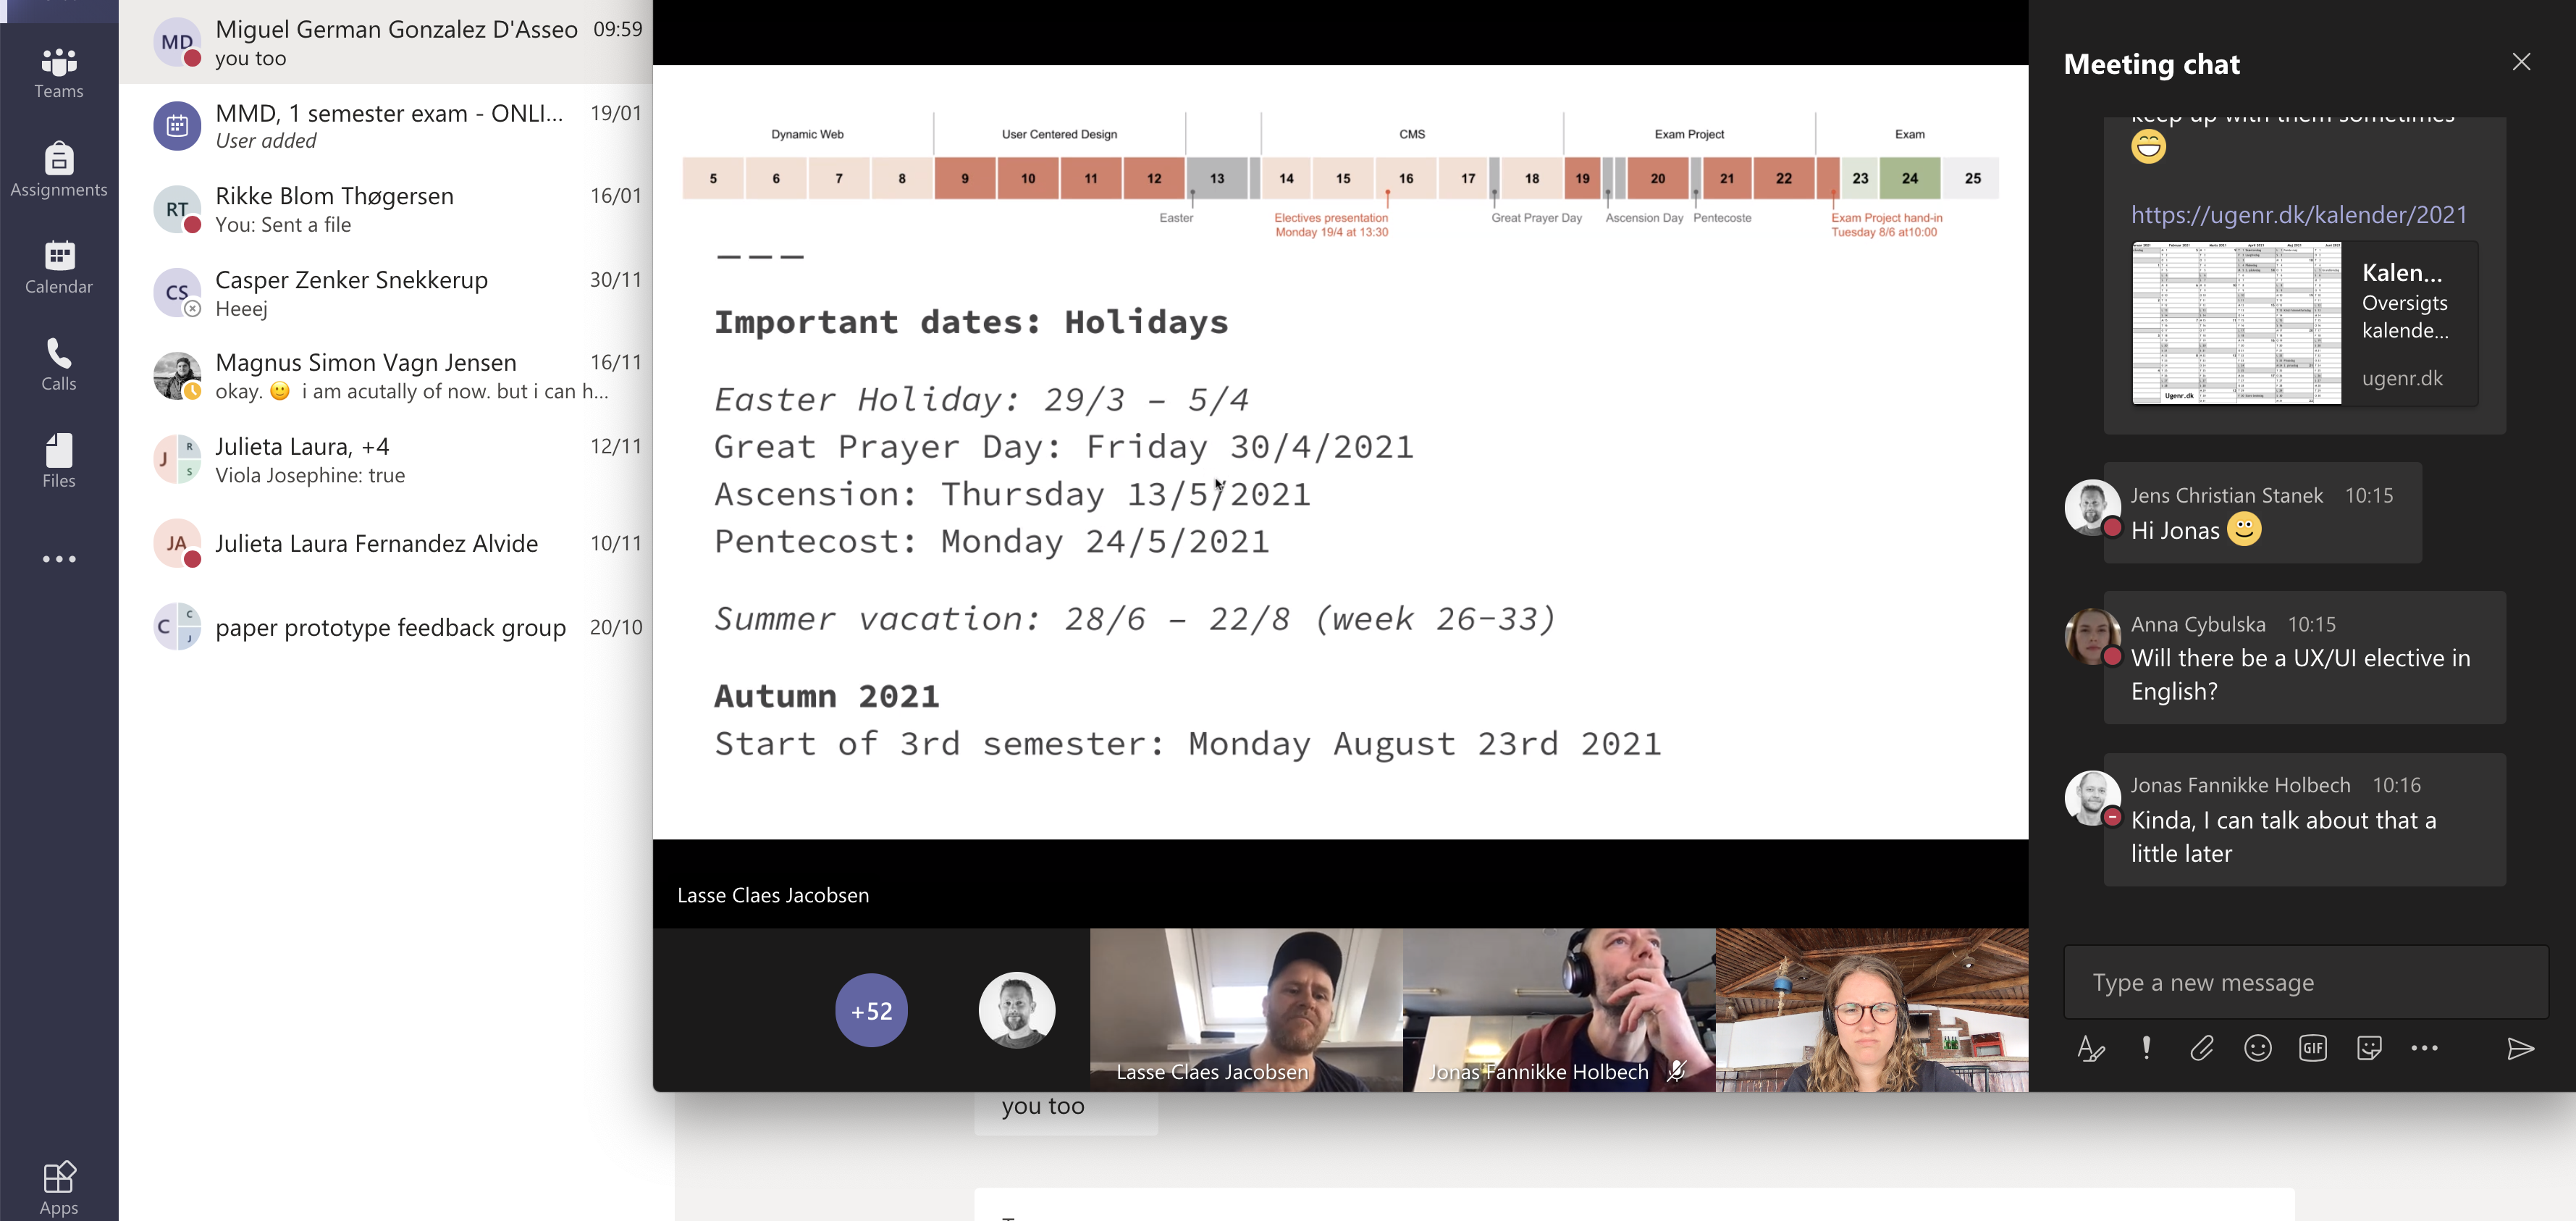 Teams
Assignments
Calendar
Calls
Files
Apps
MD
Miguel German Gonzalez D'Asseo 09:59
you too
MMD, 1 semester exam - ONLI... 19/01
User added
RT
Rikke Blom Thøgersen 16/01
You: Sent a file
CS
Casper Zenker Snekkerup 30/11
Heeej
Magnus Simon Vagn Jensen 16/11
okay. 🙂 i am acutally of now. but i can h...
J R S
Julieta Laura, +4 12/11
Viola Josephine: true
JA
Julieta Laura Fernandez Alvide 10/11
C C J
paper prototype feedback group 20/10
Dynamic Web User Centered Design CMS Exam Project Exam
5 6 7 8 9 10 11 12 13 14 15 16 17 18 19 20 21 22 23 24 25
Easter
Electives presentation
Monday 19/4 at 13:30
Great Prayer Day
Ascension Day
Pentecoste
Exam Project hand-in
Tuesday 8/6 at10:00
———
Important dates: Holidays
Easter Holiday: 29/3 – 5/4
Great Prayer Day: Friday 30/4/2021
Ascension: Thursday 13/5/2021
Pentecost: Monday 24/5/2021
Summer vacation: 28/6 – 22/8 (week 26-33)
Autumn 2021
Start of 3rd semester: Monday August 23rd 2021
Lasse Claes Jacobsen
+52
Lasse Claes Jacobsen
Jonas Fannikke Holbech
you too
Meeting chat
keep up with them sometimes
😄
https://ugenr.dk/kalender/2021
Ugenr.dk
Kalen...
Oversigts
kalende...
ugenr.dk
Jens Christian Stanek 10:15
Hi Jonas 🙂
Anna Cybulska 10:15
Will there be a UX/UI elective in
English?
Jonas Fannikke Holbech 10:16
Kinda, I can talk about that a
little later
Type a new message
GIF